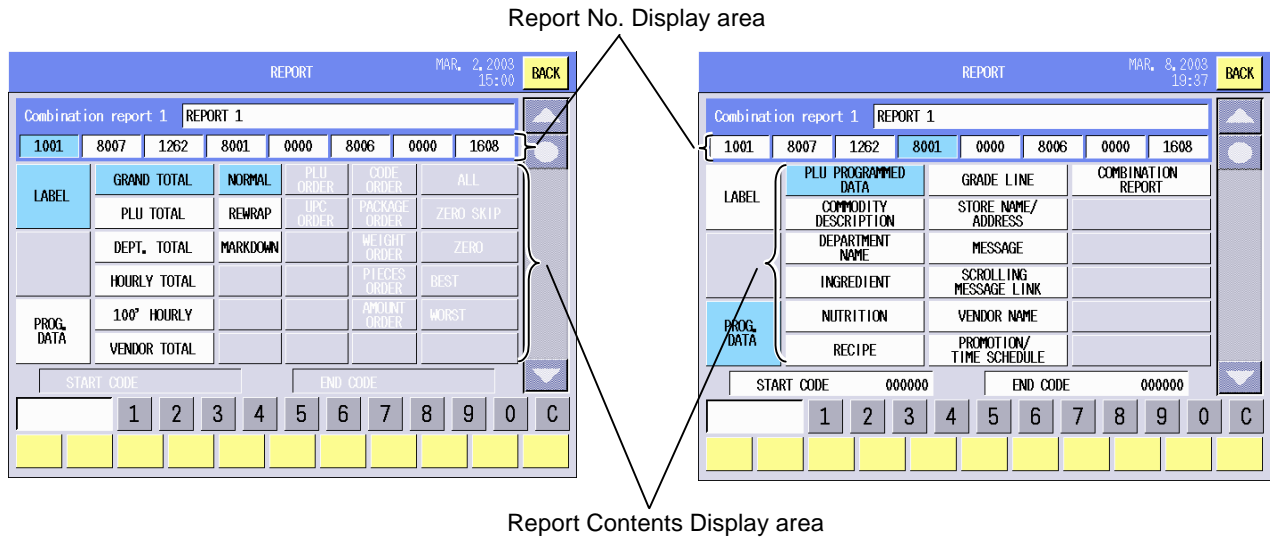 Report No. Display area
REPORT
MAR. 2,2003
15:00
BACK
Combination report 1 REPORT 1
1001 8007 1262 8001 0000 8006 0000 1608
LABEL
GRAND TOTAL NORMAL PLU ORDER CODE ORDER ALL
PLU TOTAL REWRAP UPC ORDER PACKAGE ORDER ZERO SKIP
DEPT. TOTAL MARKDOWN WEIGHT ORDER ZERO
HOURLY TOTAL PIECES ORDER BEST
PROG. DATA
100' HOURLY AMOUNT ORDER WORST
VENDOR TOTAL
START CODE END CODE
1 2 3 4 5 6 7 8 9 0 C
REPORT
MAR. 8,2003
19:37
BACK
Combination report 1 REPORT 1
1001 8007 1262 8001 0000 8006 0000 1608
LABEL
PLU PROGRAMMED DATA GRADE LINE COMBINATION REPORT
COMMODITY DESCRIPTION STORE NAME/ ADDRESS
DEPARTMENT NAME MESSAGE
INGREDIENT SCROLLING MESSAGE LINK
PROG. DATA
NUTRITION VENDOR NAME
RECIPE PROMOTION/ TIME SCHEDULE
START CODE 000000 END CODE 000000
1 2 3 4 5 6 7 8 9 0 C
Report Contents Display area